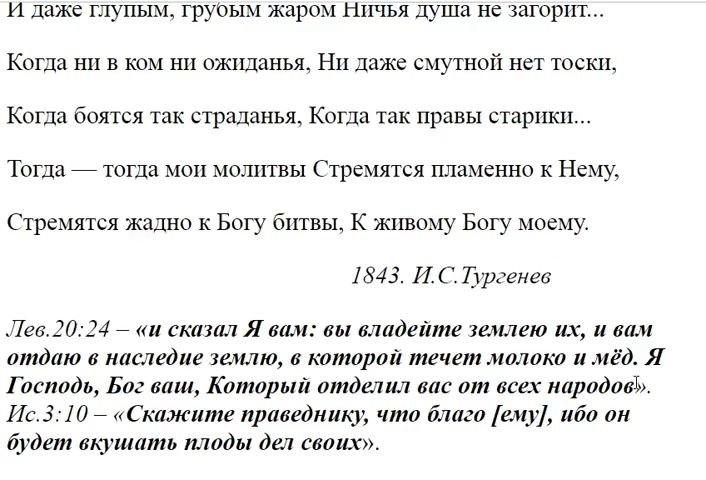 И даже глупым, грубым жаром Ничья душа не загорит...
Когда ни в ком ни ожиданья, Ни даже смутной нет тоски,
Когда боятся так страданья, Когда так правы старики...
Тогда — тогда мои молитвы Стремятся пламенно к Нему,
Стремятся жадно к Богу битвы, К живому Богу моему.
1843. И.С.Тургенев
Лев.20:24 – «и сказал Я вам: вы владейте землею их, и вам
отдаю в наследие землю, в которой течет молоко и мёд. Я
Господь, Бог ваш, Который отделил вас от всех народов».
Ис.3:10 – «Скажите праведнику, что благо [ему], ибо он
будет вкушать плоды дел своих».